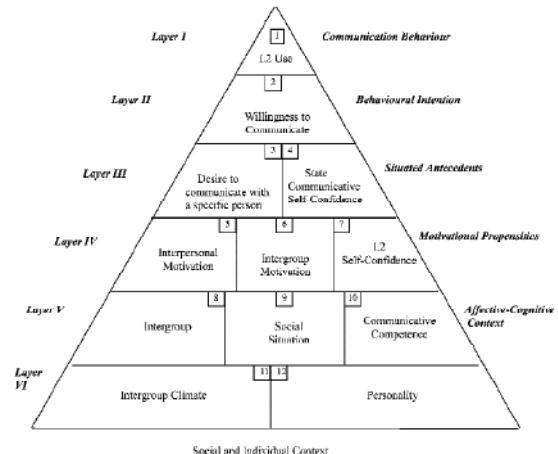 Layer I
1
Communication Behaviour
L2 Use
Layer II
2
Behavioural Intention
Willingness to
Communicate
Layer III
3
4
Situated Antecedents
Desire to
communicate with
a specific person
State
Communicative
Self-Confidence
Layer IV
5
6
7
Motivational Propensities
Interpersonal
Motivation
Intergroup
Motivation
L2
Self-Confidence
Layer V
8
9
10
Affective-Cognitive
Context
Intergroup
Social
Situation
Communicative
Competence
Layer
VI
11
12
Intergroup Climate
Personality
Social and Individual Context